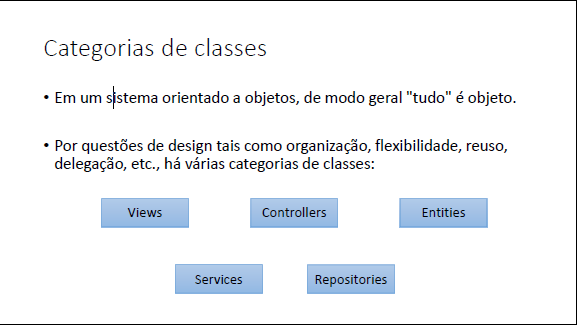 Categorias de classes
• Em um sistema orientado a objetos, de modo geral "tudo" é objeto.
• Por questões de design tais como organização, flexibilidade, reuso,
delegação, etc., há várias categorias de classes:
Views
Controllers
Entities
Services
Repositories